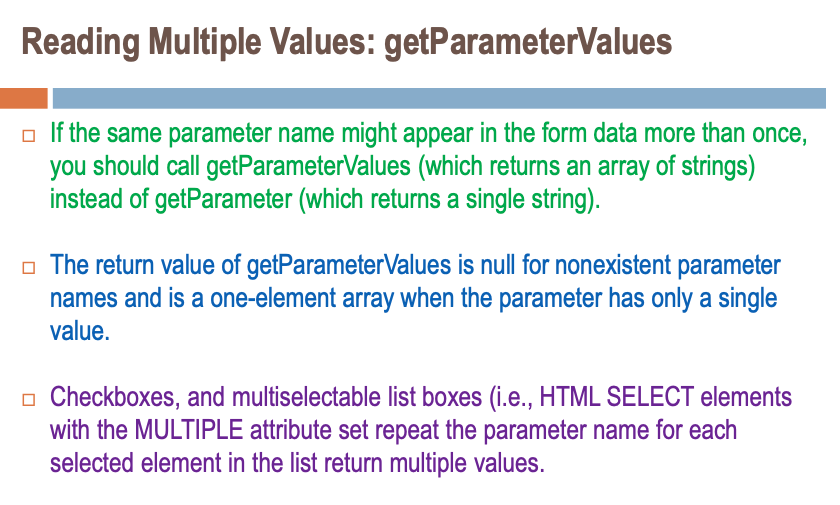 Reading Multiple Values: getParameterValues
If the same parameter name might appear in the form data more than once,
you should call getParameterValues (which returns an array of strings)
instead of getParameter (which returns a single string).
The return value of getParameterValues is null for nonexistent parameter
names and is a one-element array when the parameter has only a single
value.
Checkboxes, and multiselectable list boxes (i.e., HTML SELECT elements
with the MULTIPLE attribute set repeat the parameter name for each
selected element in the list return multiple values.